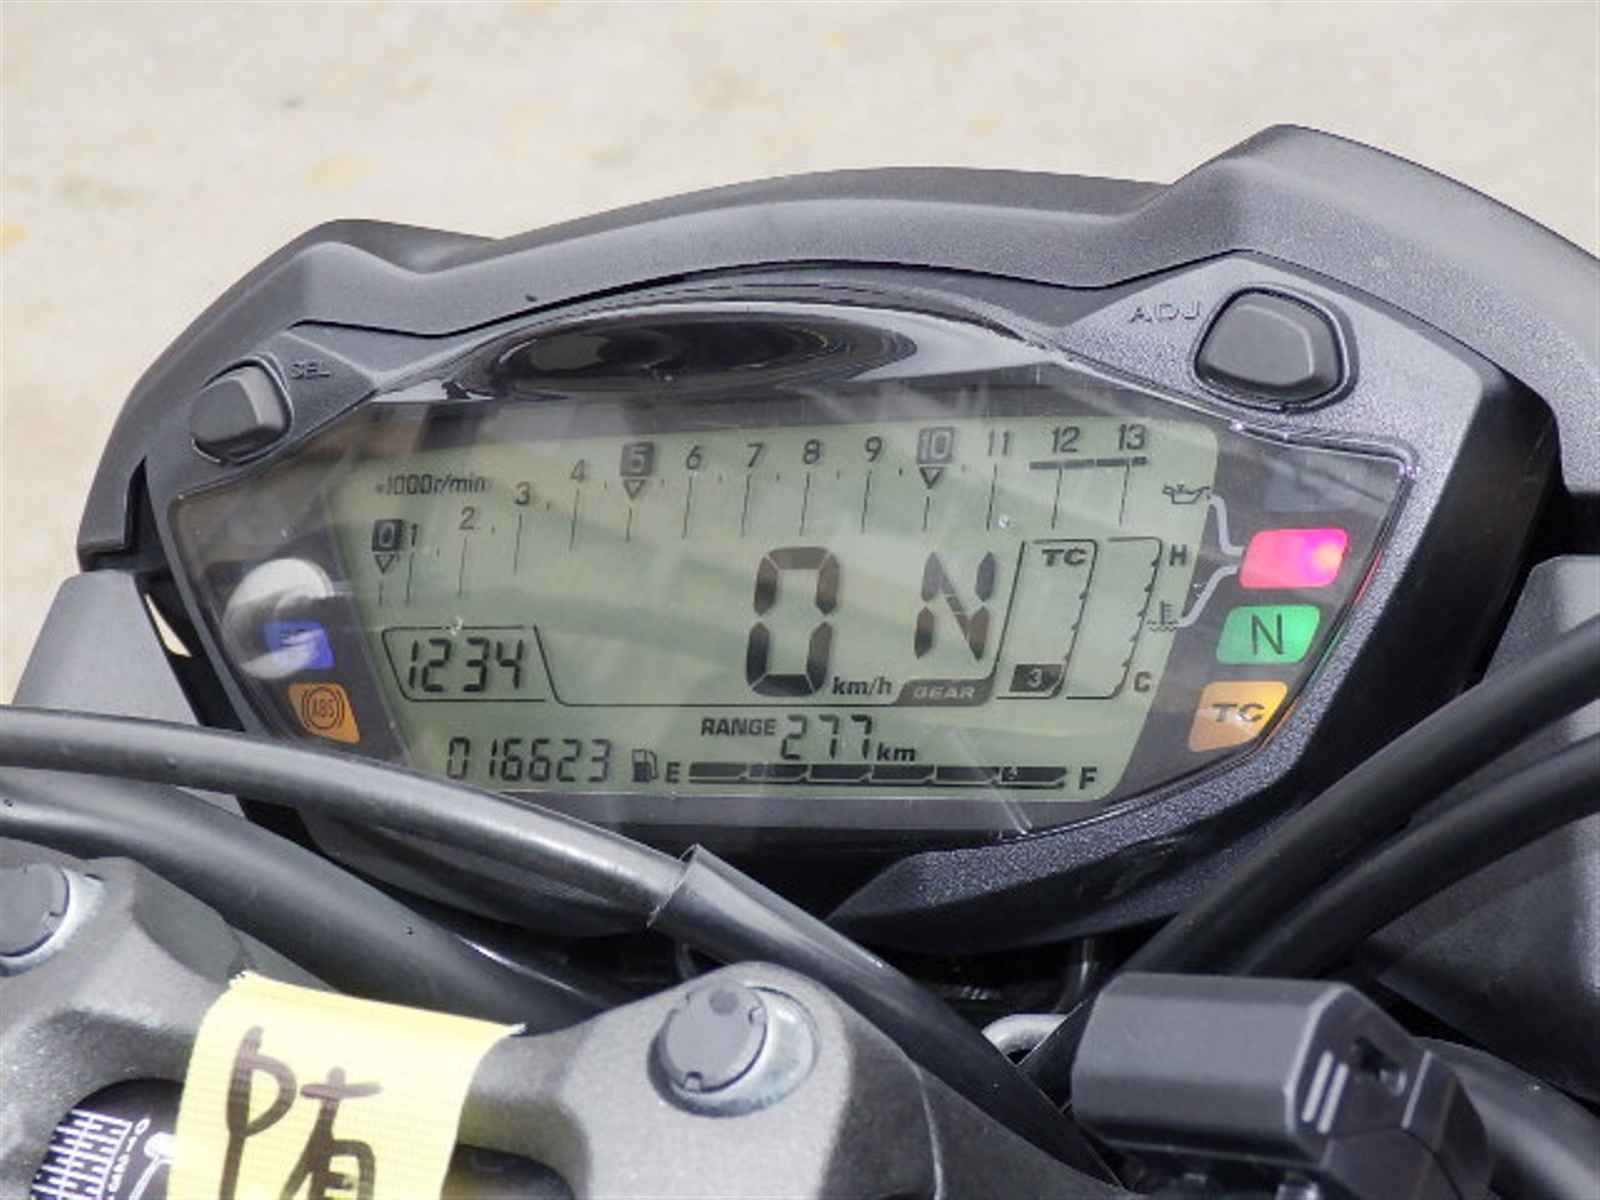 SEL
ADJ
×1000r/min
0 1 2 3 4 5 6 7 8 9 10 11 12 13
1234
0 km/h
N
GEAR
TC
3
H
C
N
TC
ABS
RANGE 277 km
016623
E F